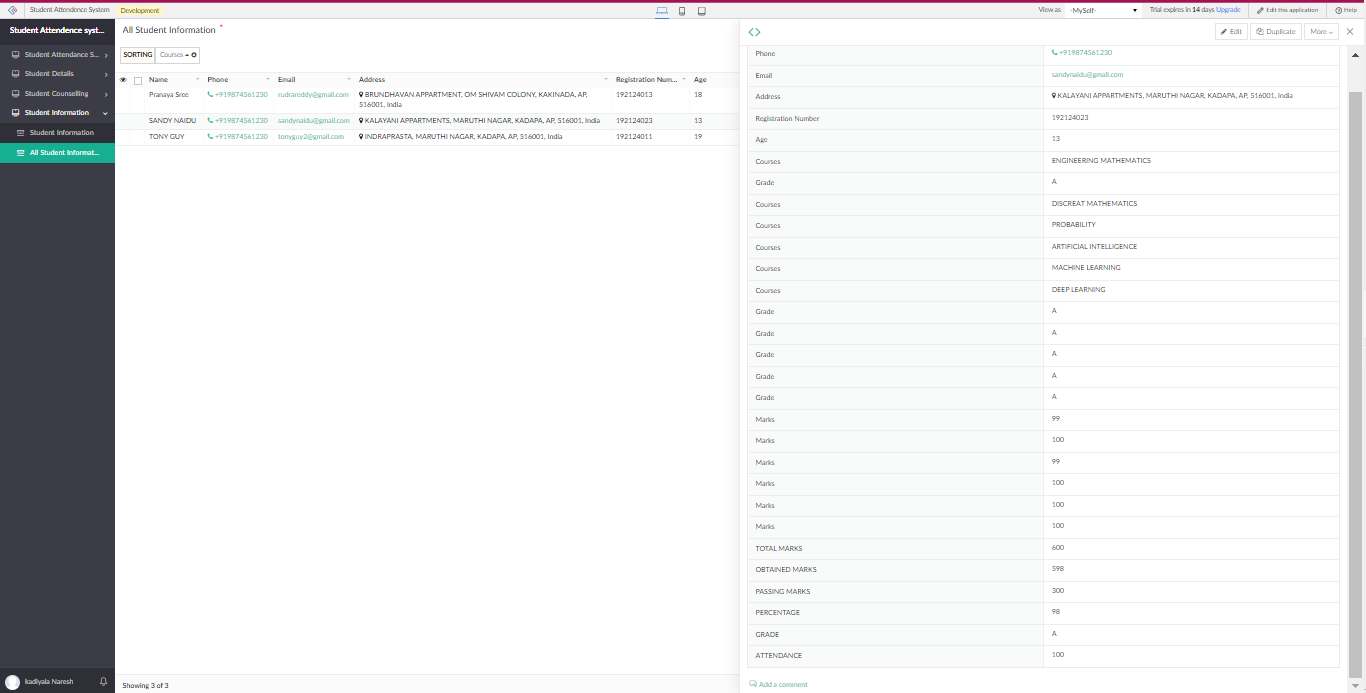 Student Attendence System
Development
View as
-MySelf-
Trial expires in 14 days Upgrade
Edit this application
Help
Student Attendence syst...
Student Attendence S...
Student Details
Student Counselling
Student Information
Student Information
All Student Informat...
kadiyala Naresh
All Student Information *
SORTING
Courses
Name Phone Email Address Registration Num... Age
Pranaya Sree +919874561230 rudrareddy@gmail.com BRUNDHAVAN APPARTMENT, OM SHIVAM COLONY, KAKINADA, AP, 192124013 18
516001, India
SANDY NAIDU +919874561230 sandynaidu@gmail.com KALAYANI APPARTMENTS, MARUTHI NAGAR, KADAPA, AP, 516001, India 192124023 13
TONY GUY +919874561230 tonyguy2@gmail.com INDRAPRASTA, MARUTHI NAGAR, KADAPA, AP, 516001, India 192124011 19
Showing 3 of 3
Edit
Duplicate
More
Phone +919874561230
Email sandynaidu@gmail.com
Address KALAYANI APPARTMENTS, MARUTHI NAGAR, KADAPA, AP, 516001, India
Registration Number 192124023
Age 13
Courses ENGINEERING MATHEMATICS
Grade A
Courses DISCREAT MATHEMATICS
Courses PROBABILITY
Courses ARTIFICIAL INTELLIGENCE
Courses MACHINE LEARNING
Courses DEEP LEARNING
Grade A
Grade A
Grade A
Grade A
Grade A
Marks 99
Marks 100
Marks 99
Marks 100
Marks 100
Marks 100
TOTAL MARKS 600
OBTAINED MARKS 598
PASSING MARKS 300
PERCENTAGE 98
GRADE A
ATTENDANCE 100
Add a comment